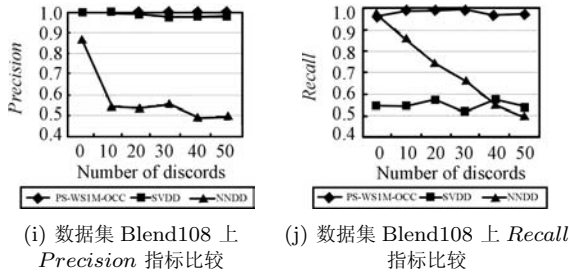 1.0
0.9
0.8
0.7
0.6
0.5
0.4
Precision
0 10 20 30 40 50
Number of discords
PS-WS1M-OCC SVDD NNDD
(i) 数据集 Blend108 上
Precision 指标比较
1.0
0.9
0.8
0.7
0.6
0.5
0.4
Recall
0 10 20 30 40 50
Number of discords
PS-WS1M-OCC SVDD NNDD
(j) 数据集 Blend108 上 Recall
指标比较